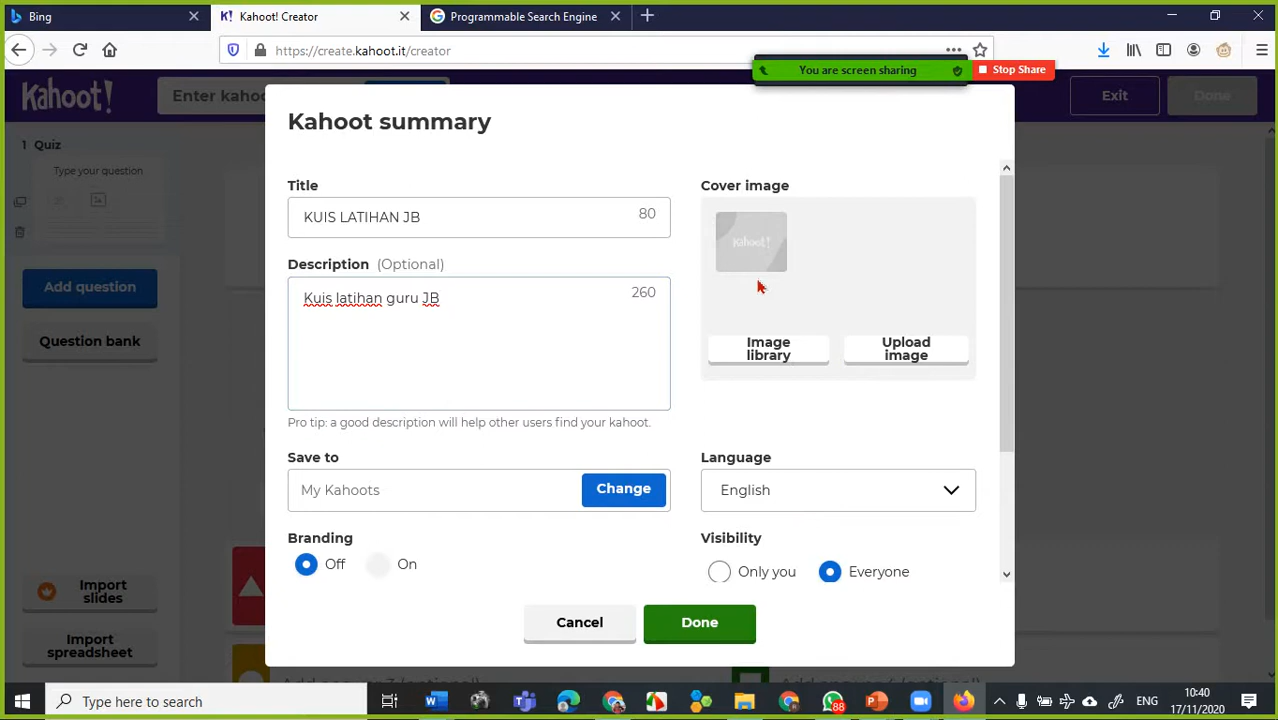 Bing
K! Kahoot! Creator
Programmable Search Engine
https://create.kahoot.it/creator
You are screen sharing
Stop Share
Kahoot!
Enter kahoo
Exit
Done
Kahoot summary
1 Quiz
Type your question
Add question
Question bank
Import slides
Import spreadsheet
Title
KUIS LATIHAN JB
80
Description (Optional)
Kuis latihan guru JB
260
Pro tip: a good description will help other users find your kahoot.
Cover image
Kahoot!
Image library
Upload image
Save to
My Kahoots
Change
Language
English
Branding
Off
On
Visibility
Only you
Everyone
Cancel
Done
Type here to search
88
ENG
10:40
17/11/2020